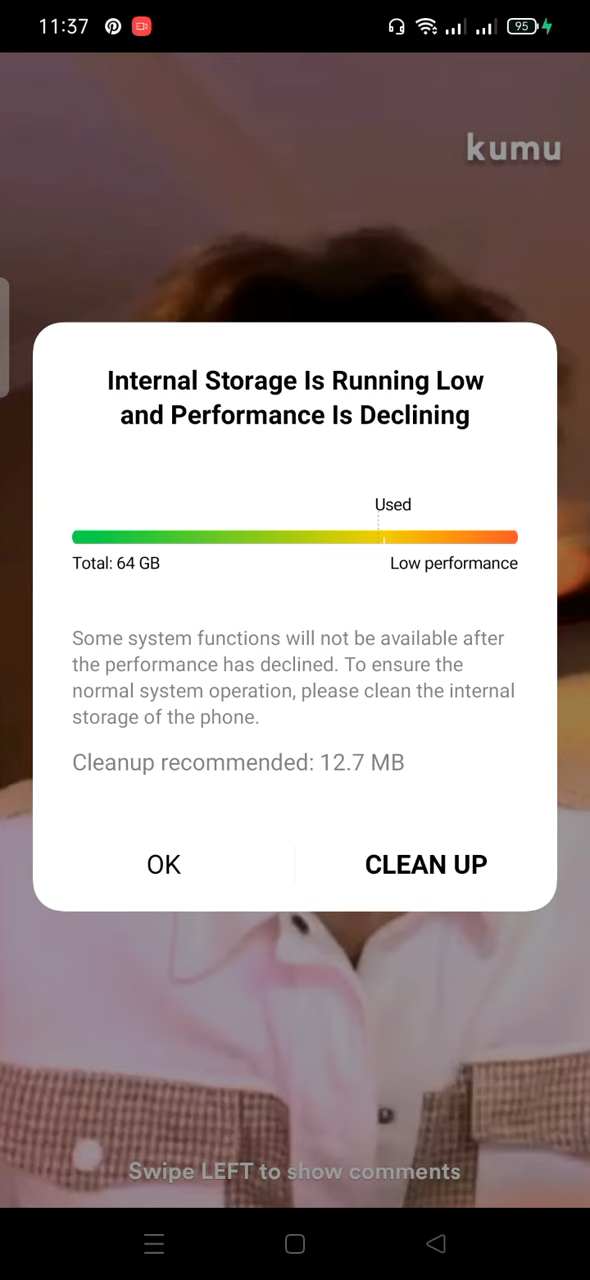 11:37
95
kumu
Internal Storage Is Running Low
and Performance Is Declining
Used
Total: 64 GB
Low performance
Some system functions will not be available after
the performance has declined. To ensure the
normal system operation, please clean the internal
storage of the phone.
Cleanup recommended: 12.7 MB
OK
CLEAN UP
Swipe LEFT to show comments